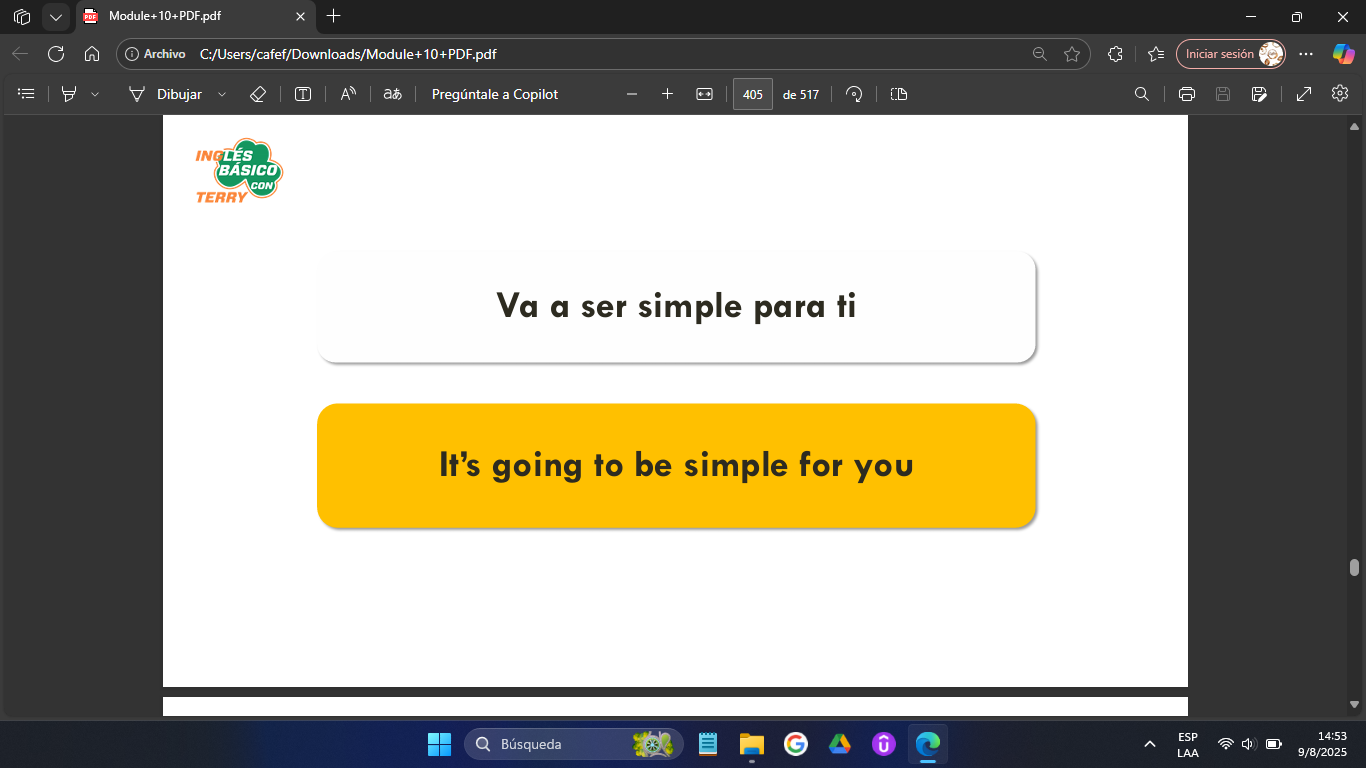 Module+10+PDF.pdf
Archivo C:/Users/cafef/Downloads/Module+10+PDF.pdf Iniciar sesión
Dibujar aあ Pregúntale a Copilot 405 de 517
INGLÉS
BÁSICO
CON
TERRY
Va a ser simple para ti
It's going to be simple for you
Búsqueda
ESP
LAA
14:53
9/8/2025